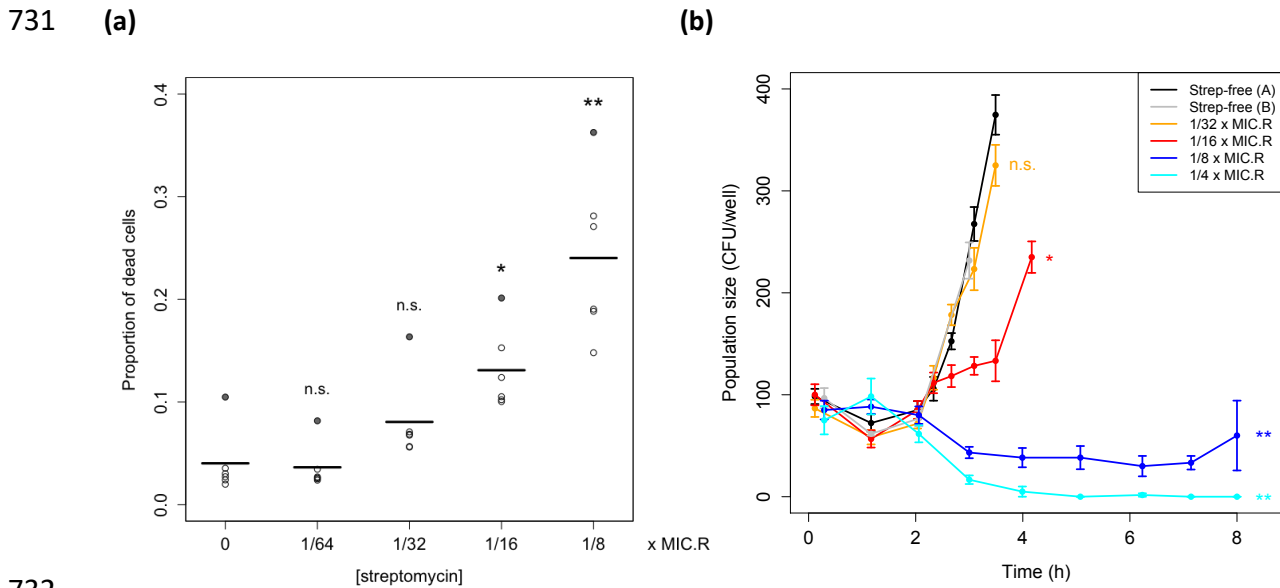 731 (a) (b)
Proportion of dead cells
0.4
0.3
0.2
0.1
0.0
n.s.
n.s.
*
**
0 1/64 1/32 1/16 1/8 x MIC.R
[streptomycin]
Population size (CFU/well)
400
300
200
100
0
Strep-free (A)
Strep-free (B)
1/32 x MIC.R
1/16 x MIC.R
1/8 x MIC.R
1/4 x MIC.R
n.s.
*
**
**
0 2 4 6 8
Time (h)